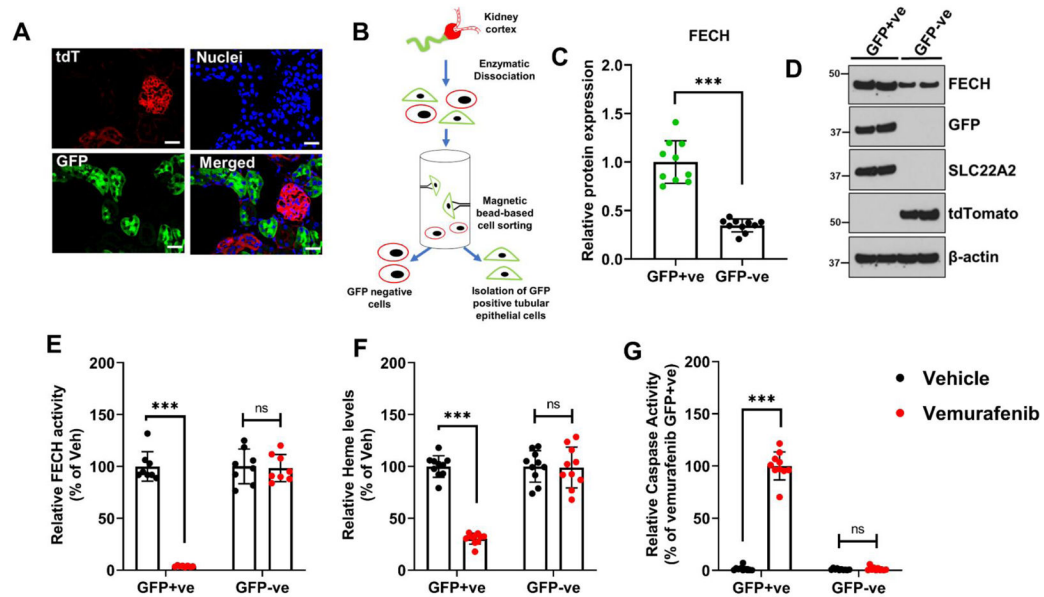 A
tdT
Nuclei
GFP
Merged
B
Kidney
cortex
Enzymatic
Dissociation
Magnetic
bead-based
cell sorting
GFP negative
cells
Isolation of GFP
positive tubular
epithelial cells
C
FECH
Relative protein expression
2.0
1.5
1.0
0.5
0.0
***
GFP+ve
GFP-ve
D
GFP+ve
GFP-ve
50
FECH
37
GFP
37
SLC22A2
50
tdTomato
37
β-actin
E
Relative FECH activity
(% of Veh)
200
150
100
50
0
***
ns
GFP+ve
GFP-ve
F
Relative Heme levels
(% of Veh)
200
150
100
50
0
***
ns
GFP+ve
GFP-ve
G
Relative Caspase Activity
(% of vemurafenib GFP+ve)
200
150
100
50
0
***
ns
GFP+ve
GFP-ve
Vehicle
Vemurafenib